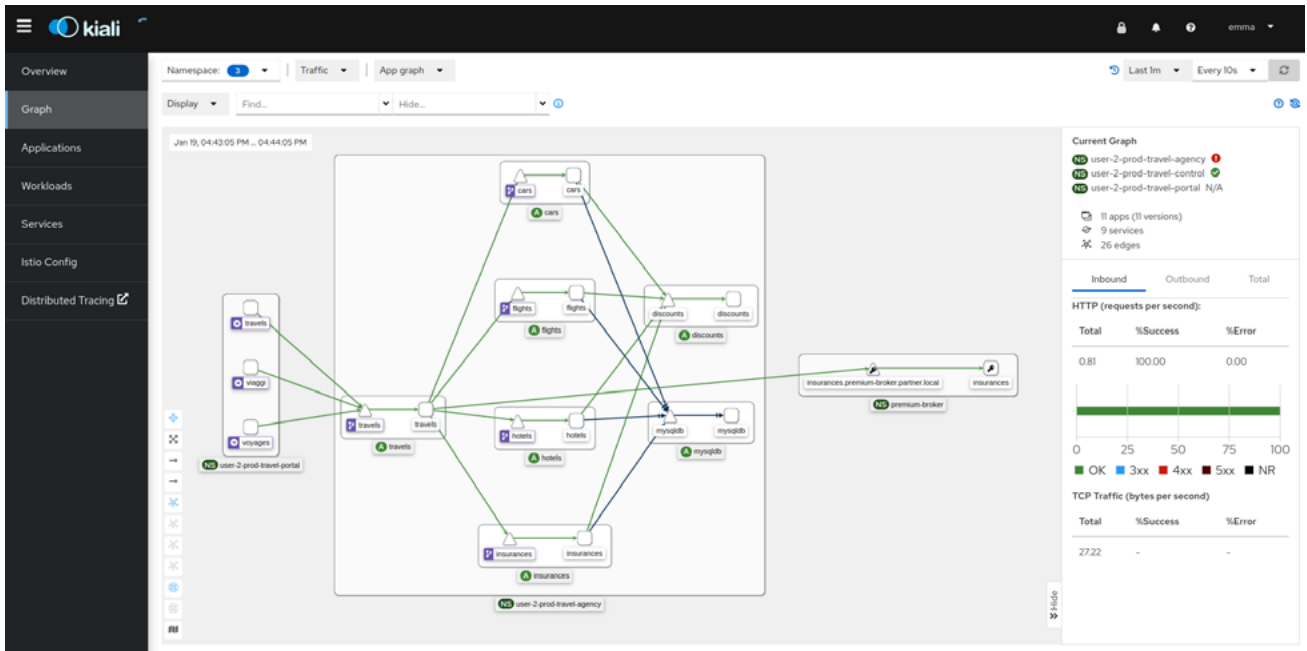 kiali
emma
Overview
Graph
Applications
Workloads
Services
Istio Config
Distributed Tracing
Namespace: 3
Traffic
App graph
Last 1m
Every 10s
Display
Find...
Hide...
Jan 19, 04:43:05 PM ... 04:44:05 PM
cars
cars
A cars
flights
flights
A flights
discounts
discounts
A discounts
travels
viaggi
voyages
NS user-2-prod-travel-portal
travels
travels
A travels
hotels
hotels
A hotels
mysqldb
mysqldb
A mysqldb
insurances
insurances
A insurances
NS user-2-prod-travel-agency
insurances.premium-broker.partner.local
insurances
NS premium-broker
Hide
Current Graph
NS user-2-prod-travel-agency
NS user-2-prod-travel-control
NS user-2-prod-travel-portal N/A
11 apps (11 versions)
9 services
26 edges
Inbound Outbound Total
HTTP (requests per second):
Total %Success %Error
0.81 100.00 0.00
0 25 50 75 100
OK 3xx 4xx 5xx NR
TCP Traffic (bytes per second)
Total %Success %Error
27.22 - -